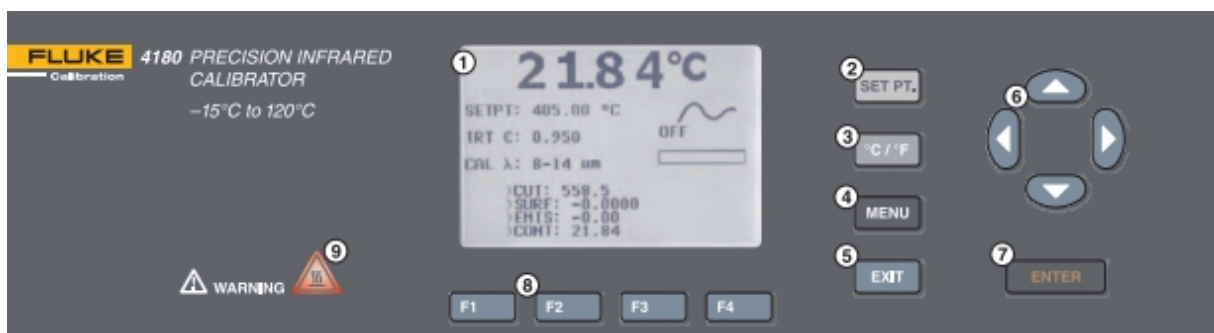 FLUKE
Calibration
4180 PRECISION INFRARED
CALIBRATOR
–15°C to 120°C
1
21.84°C
SETPT: 405.00 °C
IRT ε: 0.950
OFF
CAL λ: 8-14 um
)CUT: 558.5
)SURF: -0.0000
)EMIS: -0.00
)CONT: 21.84
2
SET PT.
3
°C / °F
4
MENU
5
EXIT
6
7
ENTER
8
F1
F2
F3
F4
WARNING
9